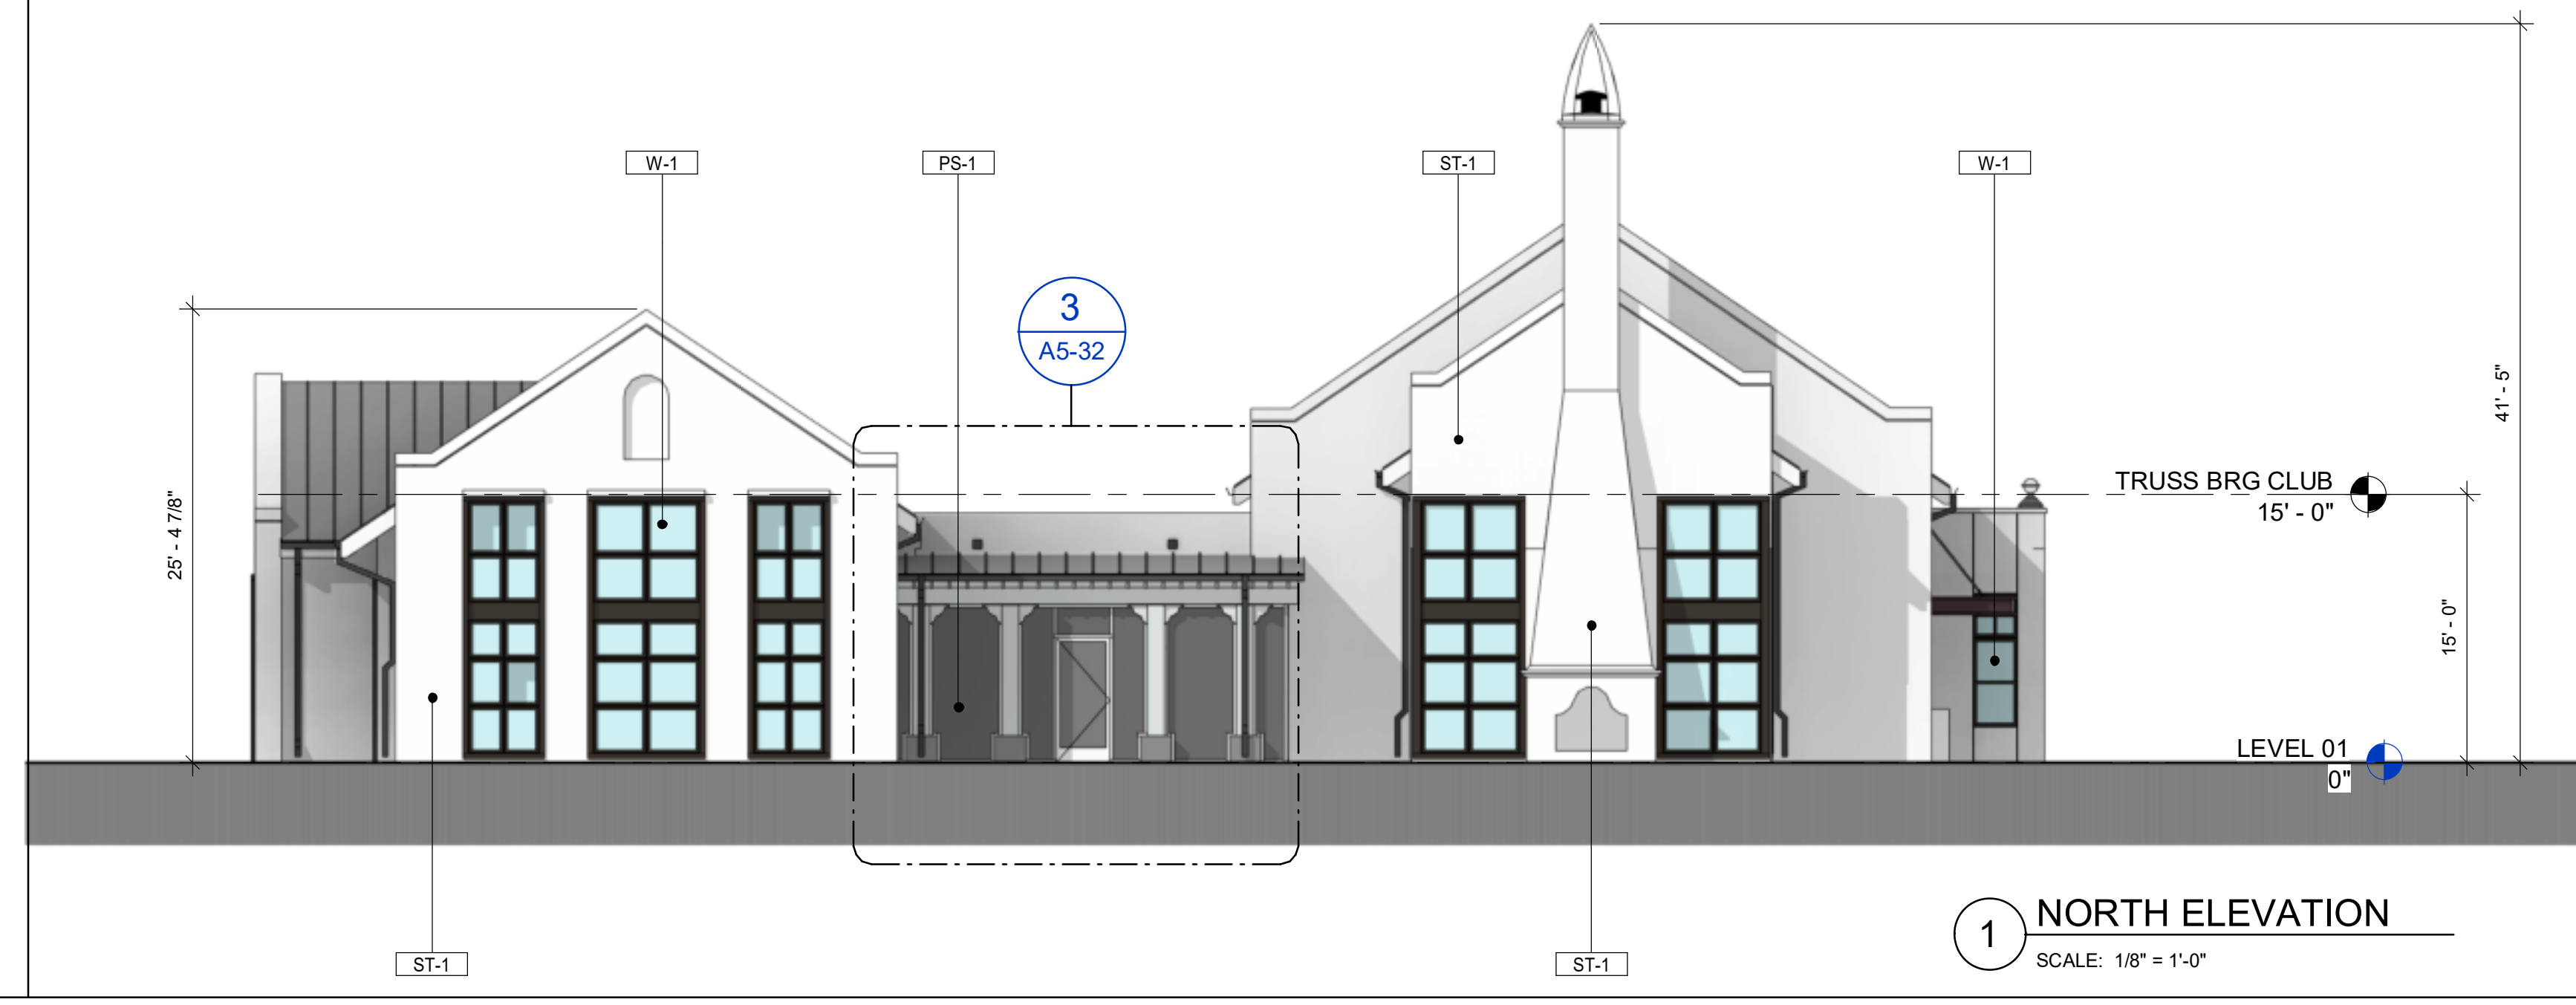 W-1
PS-1
ST-1
W-1
3
A5-32
41' - 5"
25' - 4 7/8"
TRUSS BRG CLUB
15' - 0"
15' - 0"
LEVEL 01
0"
1
NORTH ELEVATION
SCALE: 1/8" = 1'-0"
ST-1
ST-1